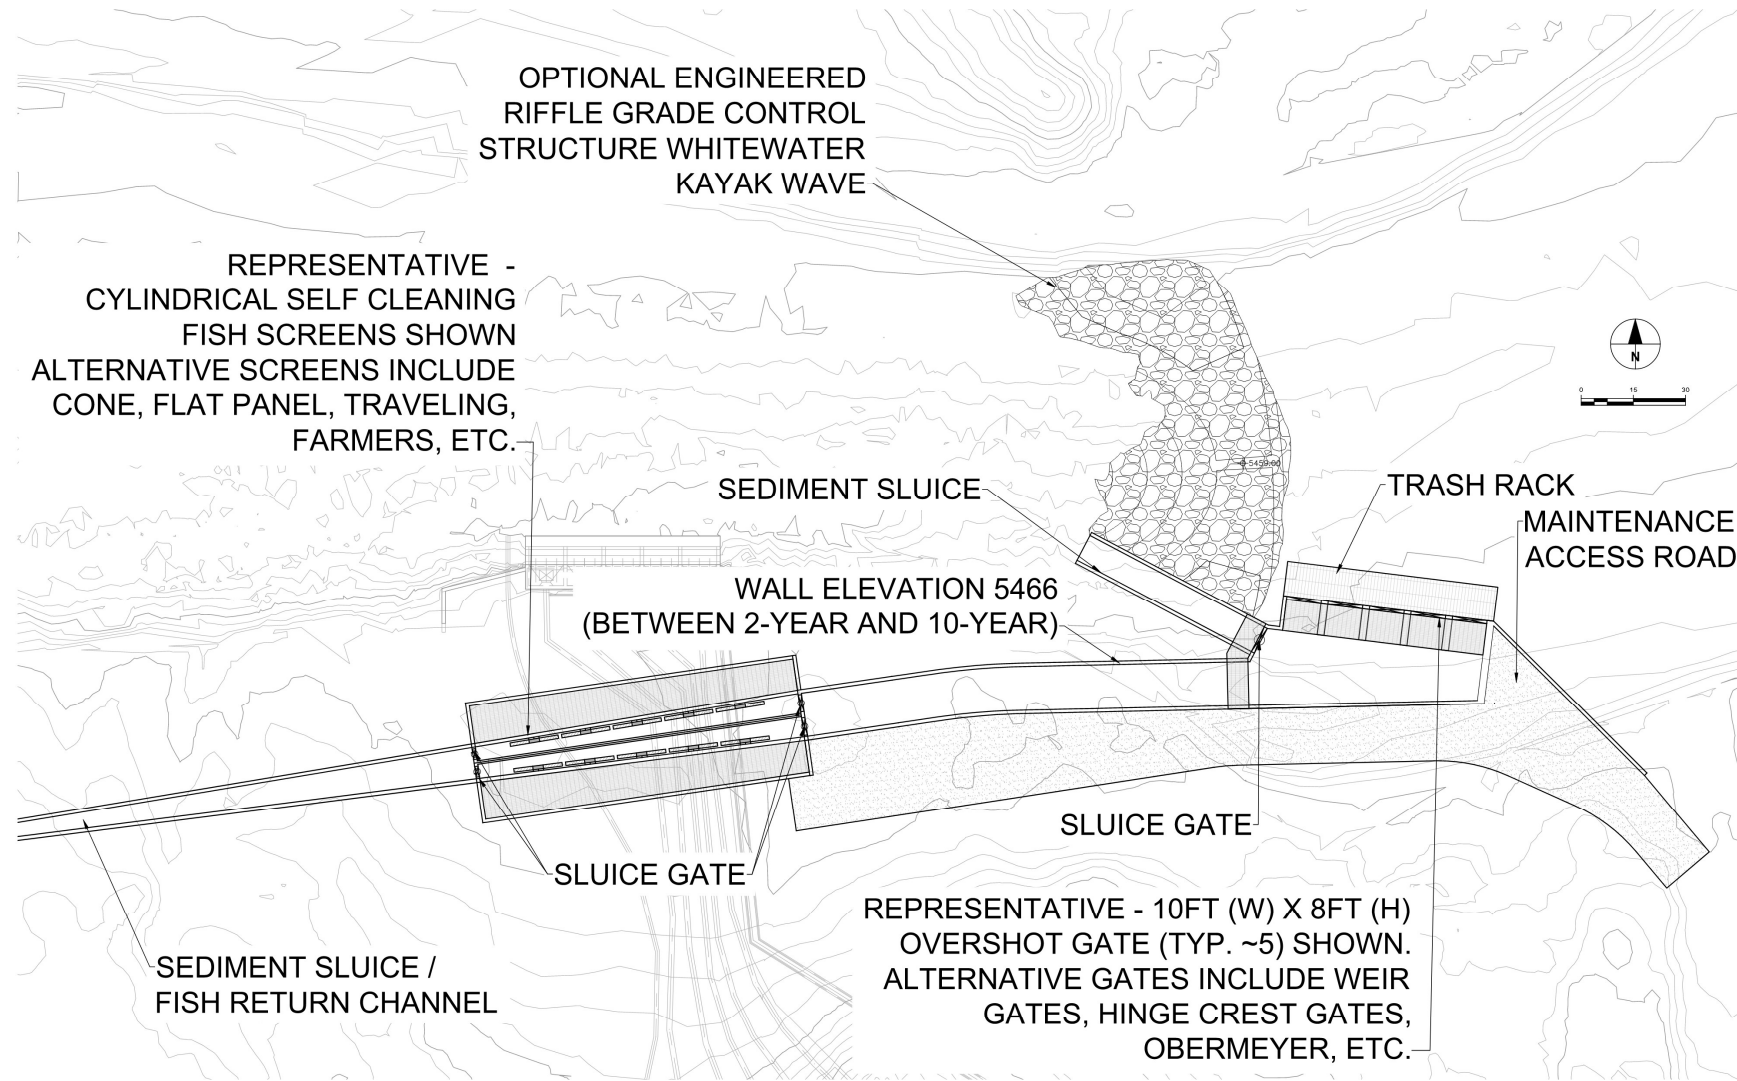 OPTIONAL ENGINEERED
RIFFLE GRADE CONTROL
STRUCTURE WHITEWATER
KAYAK WAVE
REPRESENTATIVE -
CYLINDRICAL SELF CLEANING
FISH SCREENS SHOWN
ALTERNATIVE SCREENS INCLUDE
CONE, FLAT PANEL, TRAVELING,
FARMERS, ETC.
N
0 15 30
5459.00
SEDIMENT SLUICE
TRASH RACK
MAINTENANCE
ACCESS ROAD
WALL ELEVATION 5466
(BETWEEN 2-YEAR AND 10-YEAR)
SLUICE GATE
SLUICE GATE
REPRESENTATIVE - 10FT (W) X 8FT (H)
OVERSHOT GATE (TYP. ~5) SHOWN.
ALTERNATIVE GATES INCLUDE WEIR
GATES, HINGE CREST GATES,
OBERMEYER, ETC.
SEDIMENT SLUICE /
FISH RETURN CHANNEL